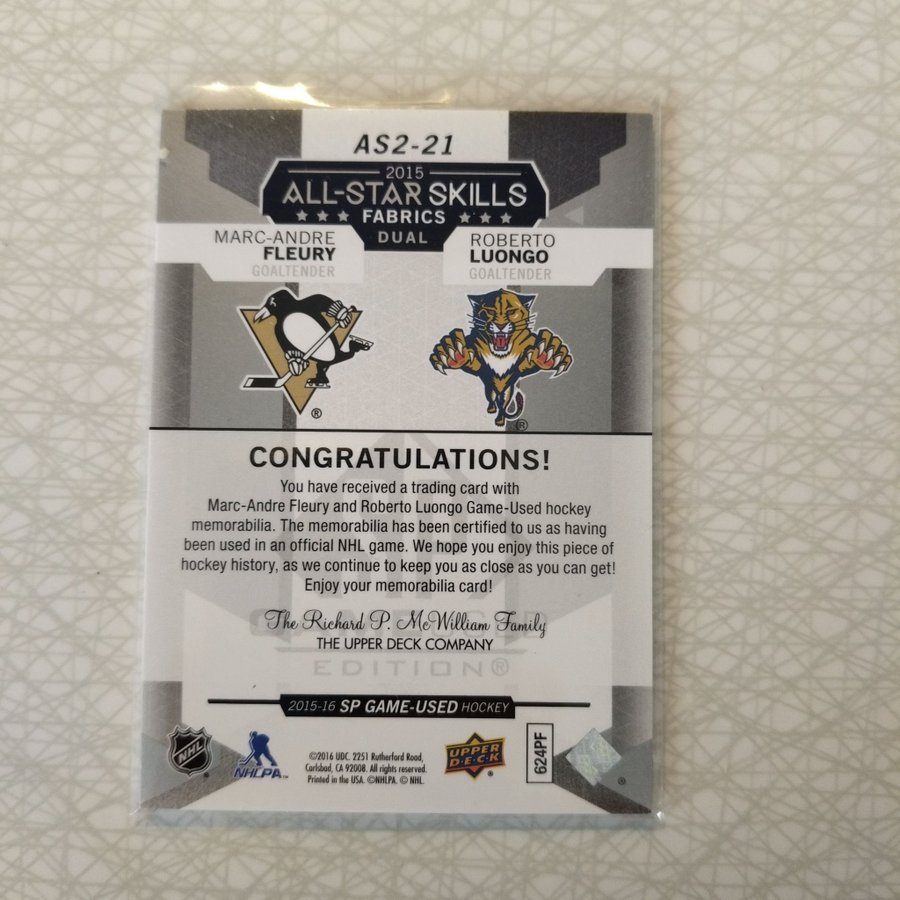 AS2-21
2015
ALL-STAR SKILLS
FABRICS
DUAL
MARC-ANDRE
FLEURY
GOALTENDER
ROBERTO
LUONGO
GOALTENDER
®
®
CONGRATULATIONS!
You have received a trading card with
Marc-Andre Fleury and Roberto Luongo Game-Used hockey
memorabilia. The memorabilia has been certified to us as having
been used in an official NHL game. We hope you enjoy this piece of
hockey history, as we continue to keep you as close as you can get!
Enjoy your memorabilia card!
The Richard P. McWilliam Family
THE UPPER DECK COMPANY
EDITION®
2015-16 SP GAME-USED HOCKEY
NHL
NHLPA
©2016 UDC. 2251 Rutherford Road,
Carlsbad, CA 92008. All rights reserved.
Printed in the USA. ©NHLPA. © NHL.
UPPER
DECK
624PF